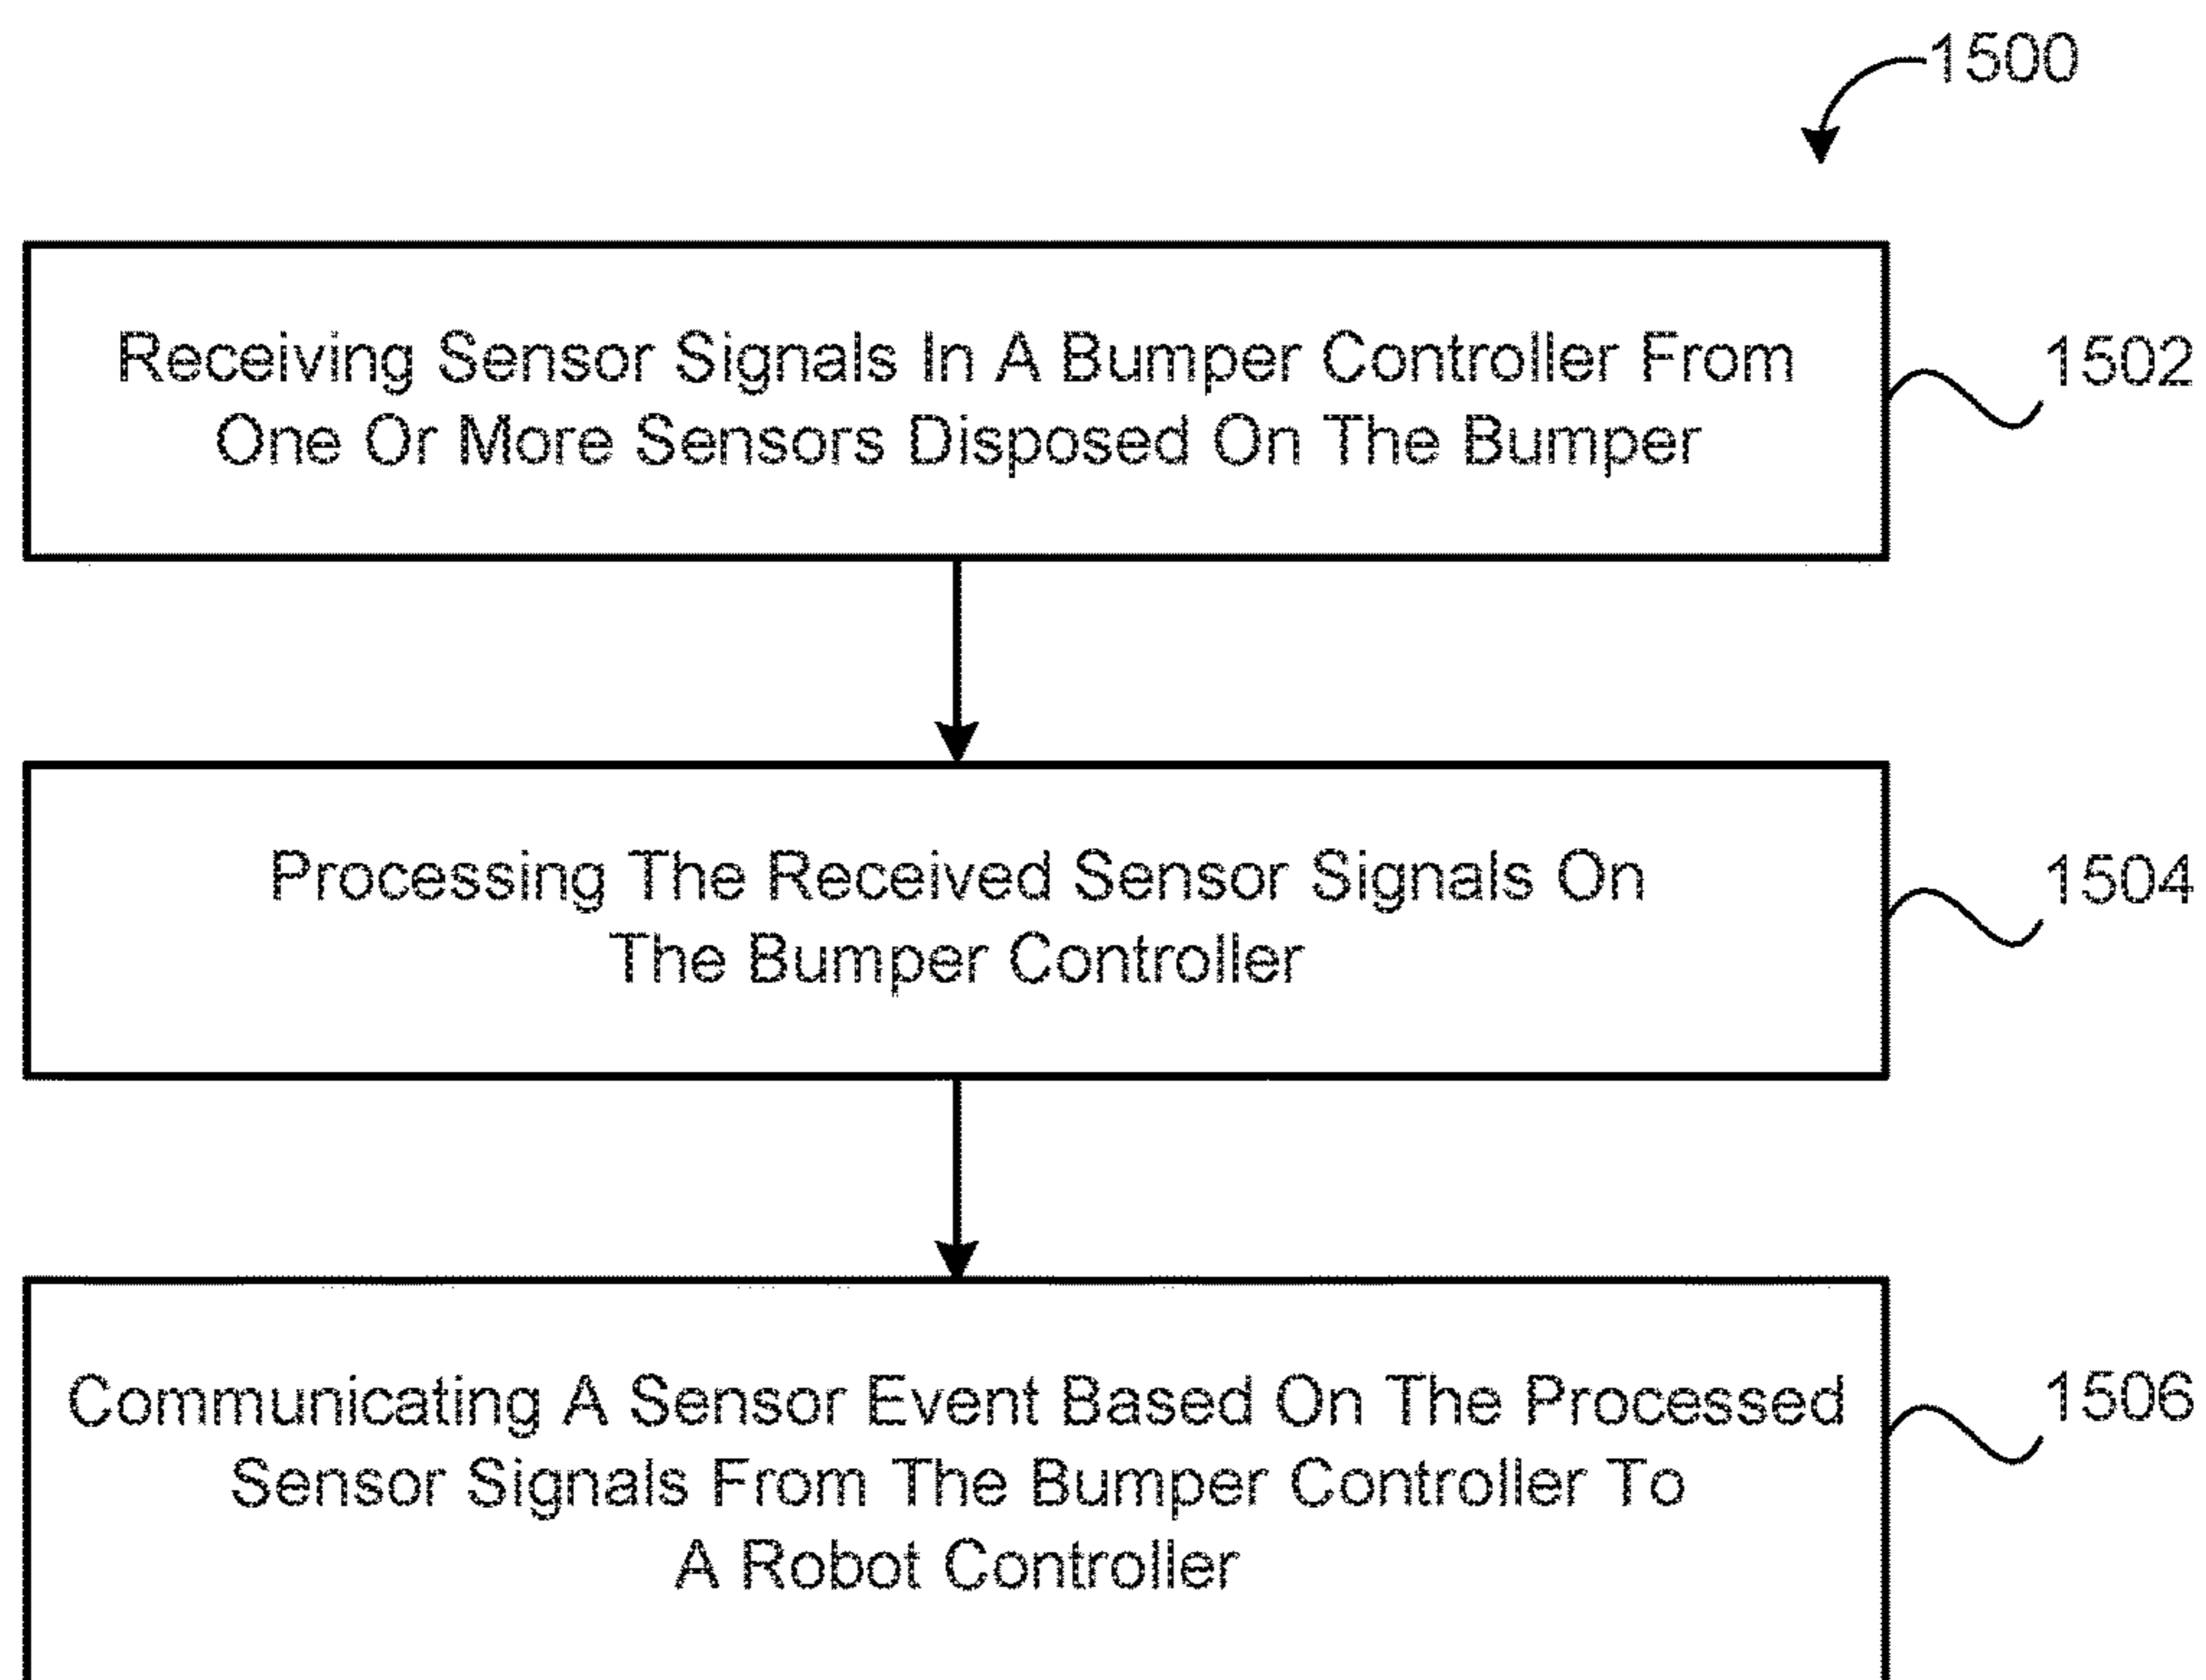 1500
Receiving Sensor Signals In A Bumper Controller From
One Or More Sensors Disposed On The Bumper
1502
Processing The Received Sensor Signals On
The Bumper Controller
1504
Communicating A Sensor Event Based On The Processed
Sensor Signals From The Bumper Controller To
A Robot Controller
1506